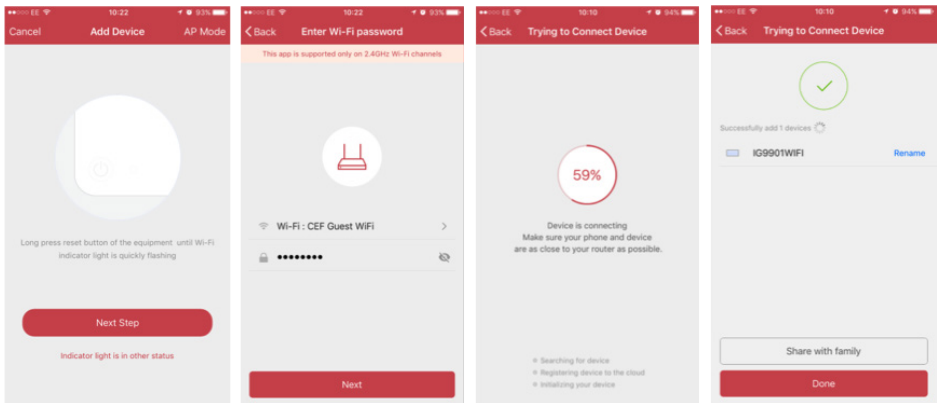 EE 10:22 93%
Cancel Add Device AP Mode
Long press reset button of the equipment until Wi-Fi
indicator light is quickly flashing
Next Step
Indicator light is in other status
EE 10:22 93%
Back Enter Wi-Fi password
This app is supported only on 2.4GHz Wi-Fi channels
Wi-Fi : CEF Guest WiFi
Next
EE 10:10 94%
Back Trying to Connect Device
59%
Device is connecting
Make sure your phone and device
are as close to your router as possible.
Searching for device
Registering device to the cloud
Initializing your device
EE 10:10 94%
Back Trying to Connect Device
Successfully add 1 devices
IG9901WIFI Rename
Share with family
Done